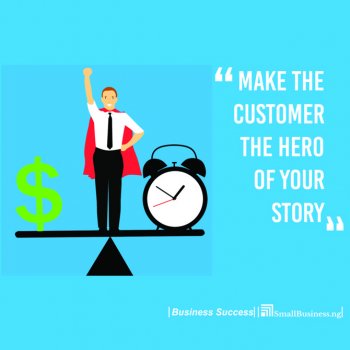 “ MAKE THE
CUSTOMER
THE HERO
OF YOUR
STORY „
$
|Business Success| SmallBusiness.ng|